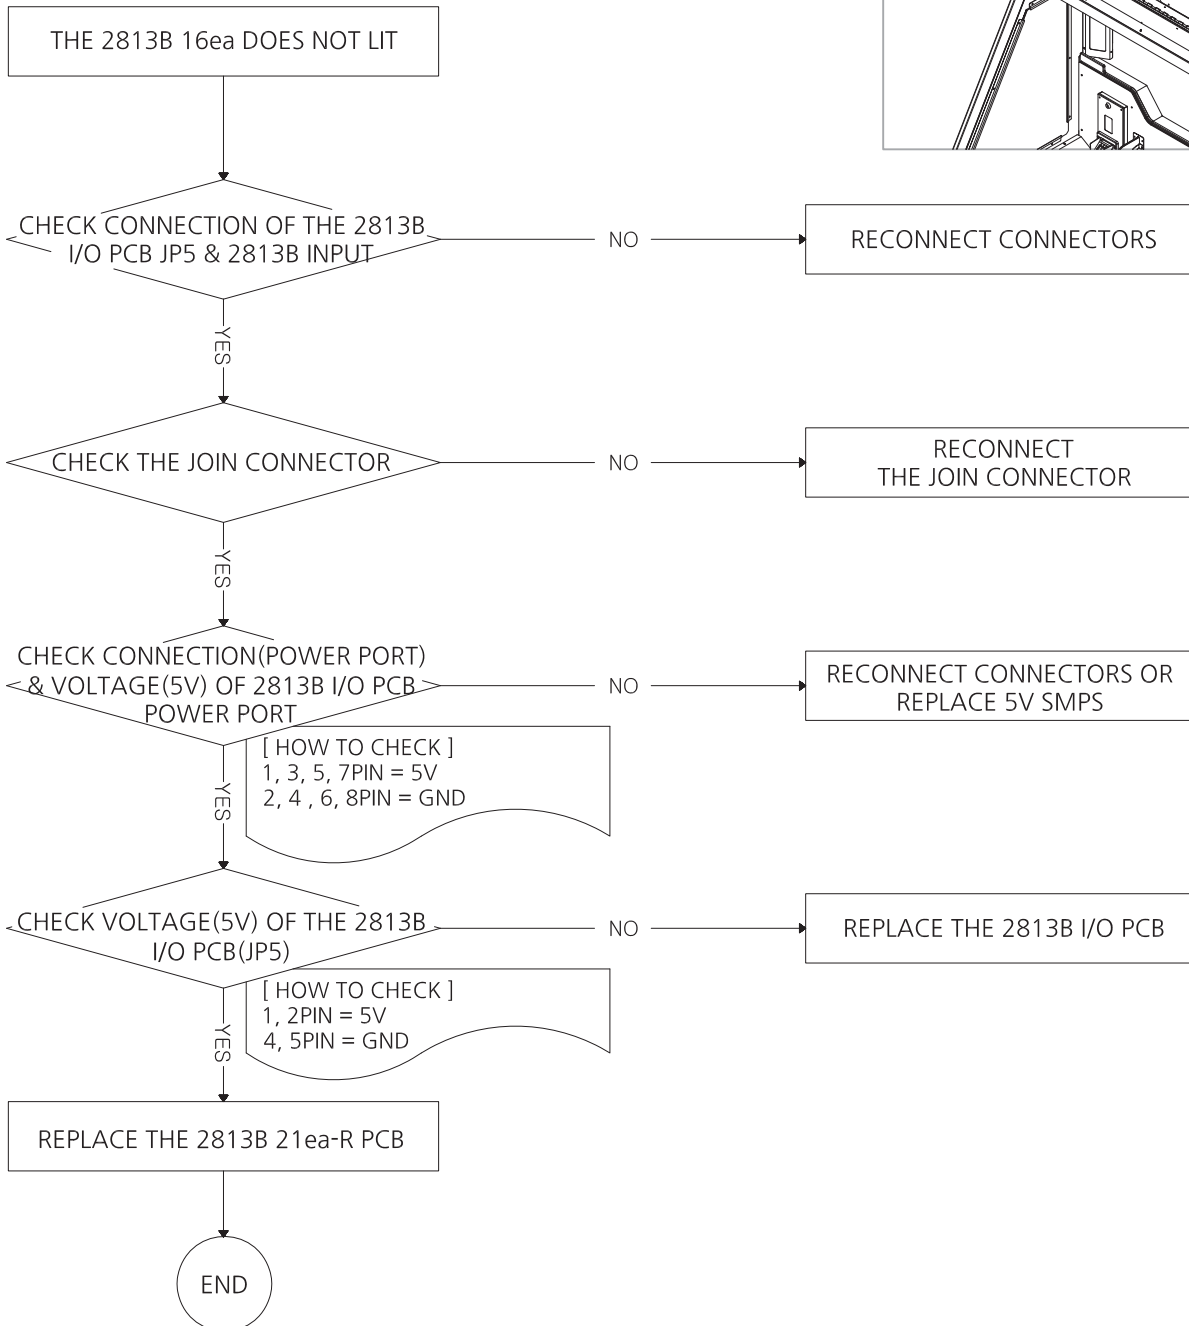 THE 2813B 16ea DOES NOT LIT
CHECK CONNECTION OF THE 2813B
I/O PCB JP5 & 2813B INPUT
NO
RECONNECT CONNECTORS
YES
CHECK THE JOIN CONNECTOR
NO
RECONNECT
THE JOIN CONNECTOR
YES
CHECK CONNECTION(POWER PORT)
& VOLTAGE(5V) OF 2813B I/O PCB
POWER PORT
NO
RECONNECT CONNECTORS OR
REPLACE 5V SMPS
[ HOW TO CHECK ]
1, 3, 5, 7PIN = 5V
2, 4 , 6, 8PIN = GND
YES
CHECK VOLTAGE(5V) OF THE 2813B
I/O PCB(JP5)
NO
REPLACE THE 2813B I/O PCB
[ HOW TO CHECK ]
1, 2PIN = 5V
4, 5PIN = GND
YES
REPLACE THE 2813B 21ea-R PCB
END